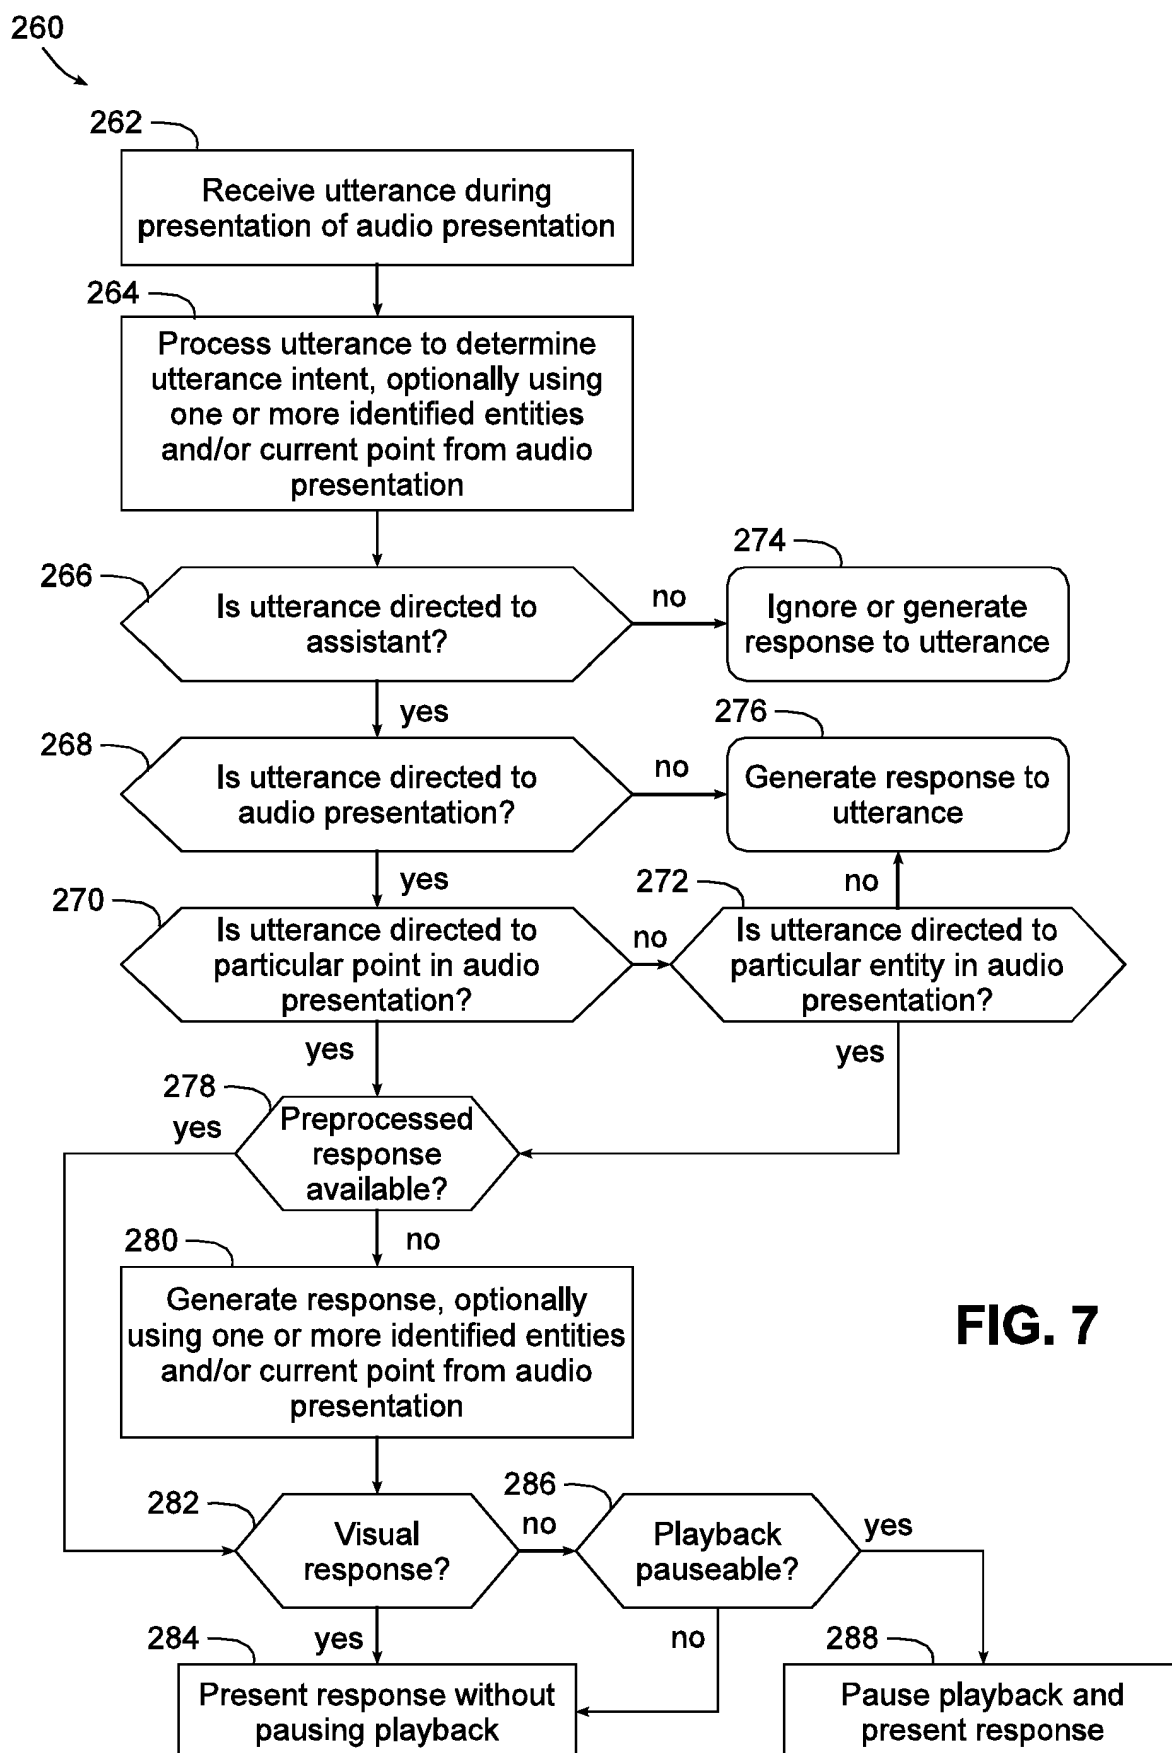 260
262
Receive utterance during
presentation of audio presentation
264
Process utterance to determine
utterance intent, optionally using
one or more identified entities
and/or current point from audio
presentation
266
Is utterance directed to
assistant?
no
274
Ignore or generate
response to utterance
yes
268
Is utterance directed to
audio presentation?
no
276
Generate response to
utterance
yes
270
Is utterance directed to
particular point in audio
presentation?
no
272
no
Is utterance directed to
particular entity in audio
presentation?
yes
yes
278
yes
Preprocessed
response
available?
no
280
Generate response, optionally
using one or more identified entities
and/or current point from audio
presentation
FIG. 7
282
Visual
response?
no
286
Playback
pauseable?
yes
yes
no
284
Present response without
pausing playback
288
Pause playback and
present response